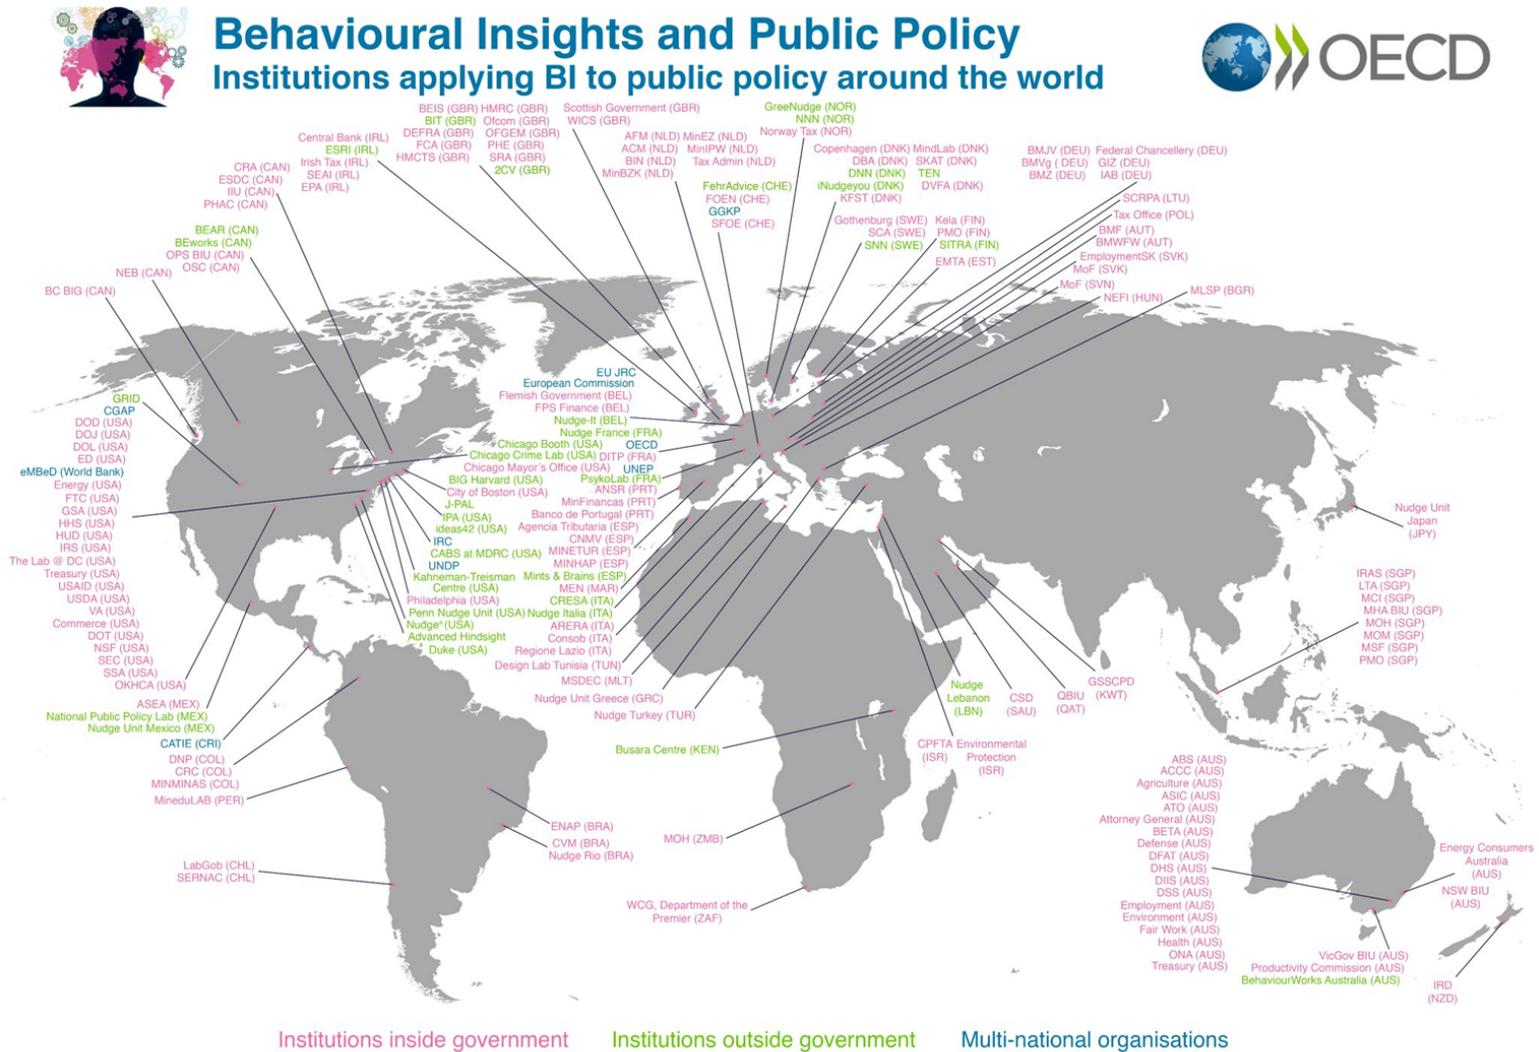 Behavioural Insights and Public Policy
Institutions applying BI to public policy around the world
OECD
BEIS (GBR) HMRC (GBR)
BIT (GBR) Ofcom (GBR)
DEFRA (GBR) OFGEM (GBR)
FCA (GBR) PHE (GBR)
HMCTS (GBR) SRA (GBR)
2CV (GBR)
Scottish Government (GBR)
WICS (GBR)
GreeNudge (NOR)
NNN (NOR)
Norway Tax (NOR)
Central Bank (IRL)
ESRI (IRL)
Irish Tax (IRL)
SEAI (IRL)
EPA (IRL)
AFM (NLD) MinEZ (NLD)
ACM (NLD) MinIPW (NLD)
BIN (NLD) Tax Admin (NLD)
MinBZK (NLD)
Copenhagen (DNK) MindLab (DNK)
DBA (DNK) SKAT (DNK)
DNN (DNK) TEN
iNudgeyou (DNK) DVFA (DNK)
KFST (DNK)
BMJV (DEU) Federal Chancellery (DEU)
BMVg ( DEU) GIZ (DEU)
BMZ (DEU) IAB (DEU)
CRA (CAN)
ESDC (CAN)
IIU (CAN)
PHAC (CAN)
FehrAdvice (CHE)
FOEN (CHE)
GGKP
SFOE (CHE)
SCRPA (LTU)
Tax Office (POL)
BMF (AUT)
BMWFW (AUT)
EmploymentSK (SVK)
MoF (SVK)
MoF (SVN)
NEFI (HUN)
MLSP (BGR)
Gothenburg (SWE) Kela (FIN)
SCA (SWE) PMO (FIN)
SNN (SWE) SITRA (FIN)
EMTA (EST)
BEAR (CAN)
BEworks (CAN)
OPS BIU (CAN)
OSC (CAN)
NEB (CAN)
BC BIG (CAN)
GRID
CGAP
DOD (USA)
DOJ (USA)
DOL (USA)
ED (USA)
eMBeD (World Bank)
Energy (USA)
FTC (USA)
GSA (USA)
HHS (USA)
HUD (USA)
IRS (USA)
The Lab @ DC (USA)
Treasury (USA)
USAID (USA)
USDA (USA)
VA (USA)
Commerce (USA)
DOT (USA)
NSF (USA)
SEC (USA)
SSA (USA)
OKHCA (USA)
ASEA (MEX)
National Public Policy Lab (MEX)
Nudge Unit Mexico (MEX)
CATIE (CRI)
DNP (COL)
CRC (COL)
MINMINAS (COL)
MineduLAB (PER)
LabGob (CHL)
SERNAC (CHL)
EU JRC
European Commission
Flemish Government (BEL)
FPS Finance (BEL)
Nudge-It (BEL)
Nudge France (FRA)
Chicago Booth (USA) OECD
Chicago Crime Lab (USA) DITP (FRA)
Chicago Mayor's Office (USA) UNEP
BIG Harvard (USA) PsykoLab (FRA)
City of Boston (USA) ANSR (PRT)
J-PAL MinFinancas (PRT)
IPA (USA) Banco de Portugal (PRT)
ideas42 (USA) Agencia Tributaria (ESP)
IRC CNMV (ESP)
CABS at MDRC (USA) MINETUR (ESP)
UNDP MINHAP (ESP)
Kahneman-Treisman Mints & Brains (ESP)
Centre (USA) MEN (MAR)
Philadelphia (USA) CRESA (ITA)
Penn Nudge Unit (USA) Nudge Italia (ITA)
Nudge⁴ (USA) ARERA (ITA)
Advanced Hindsight Consob (ITA)
Duke (USA) Regione Lazio (ITA)
Design Lab Tunisia (TUN)
MSDEC (MLT)
Nudge Unit Greece (GRC)
Nudge Turkey (TUR)
Busara Centre (KEN)
MOH (ZMB)
WCG, Department of the
Premier (ZAF)
ENAP (BRA)
CVM (BRA)
Nudge Rio (BRA)
Nudge
Lebanon
(LBN)
CSD
(SAU)
QBIU
(QAT)
GSSCPD
(KWT)
CPFTA
(ISR)
Environmental
Protection
(ISR)
Nudge Unit
Japan
(JPY)
IRAS (SGP)
LTA (SGP)
MCI (SGP)
MHA BIU (SGP)
MOH (SGP)
MOM (SGP)
MSF (SGP)
PMO (SGP)
ABS (AUS)
ACCC (AUS)
Agriculture (AUS)
ASIC (AUS)
ATO (AUS)
Attorney General (AUS)
BETA (AUS)
Defense (AUS)
DFAT (AUS)
DHS (AUS)
DIIS (AUS)
DSS (AUS)
Employment (AUS)
Environment (AUS)
Fair Work (AUS)
Health (AUS)
ONA (AUS)
Treasury (AUS)
Energy Consumers
Australia
(AUS)
NSW BIU
(AUS)
VicGov BIU (AUS)
Productivity Commission (AUS)
BehaviourWorks Australia (AUS)
IRD
(NZD)
Institutions inside government
Institutions outside government
Multi-national organisations